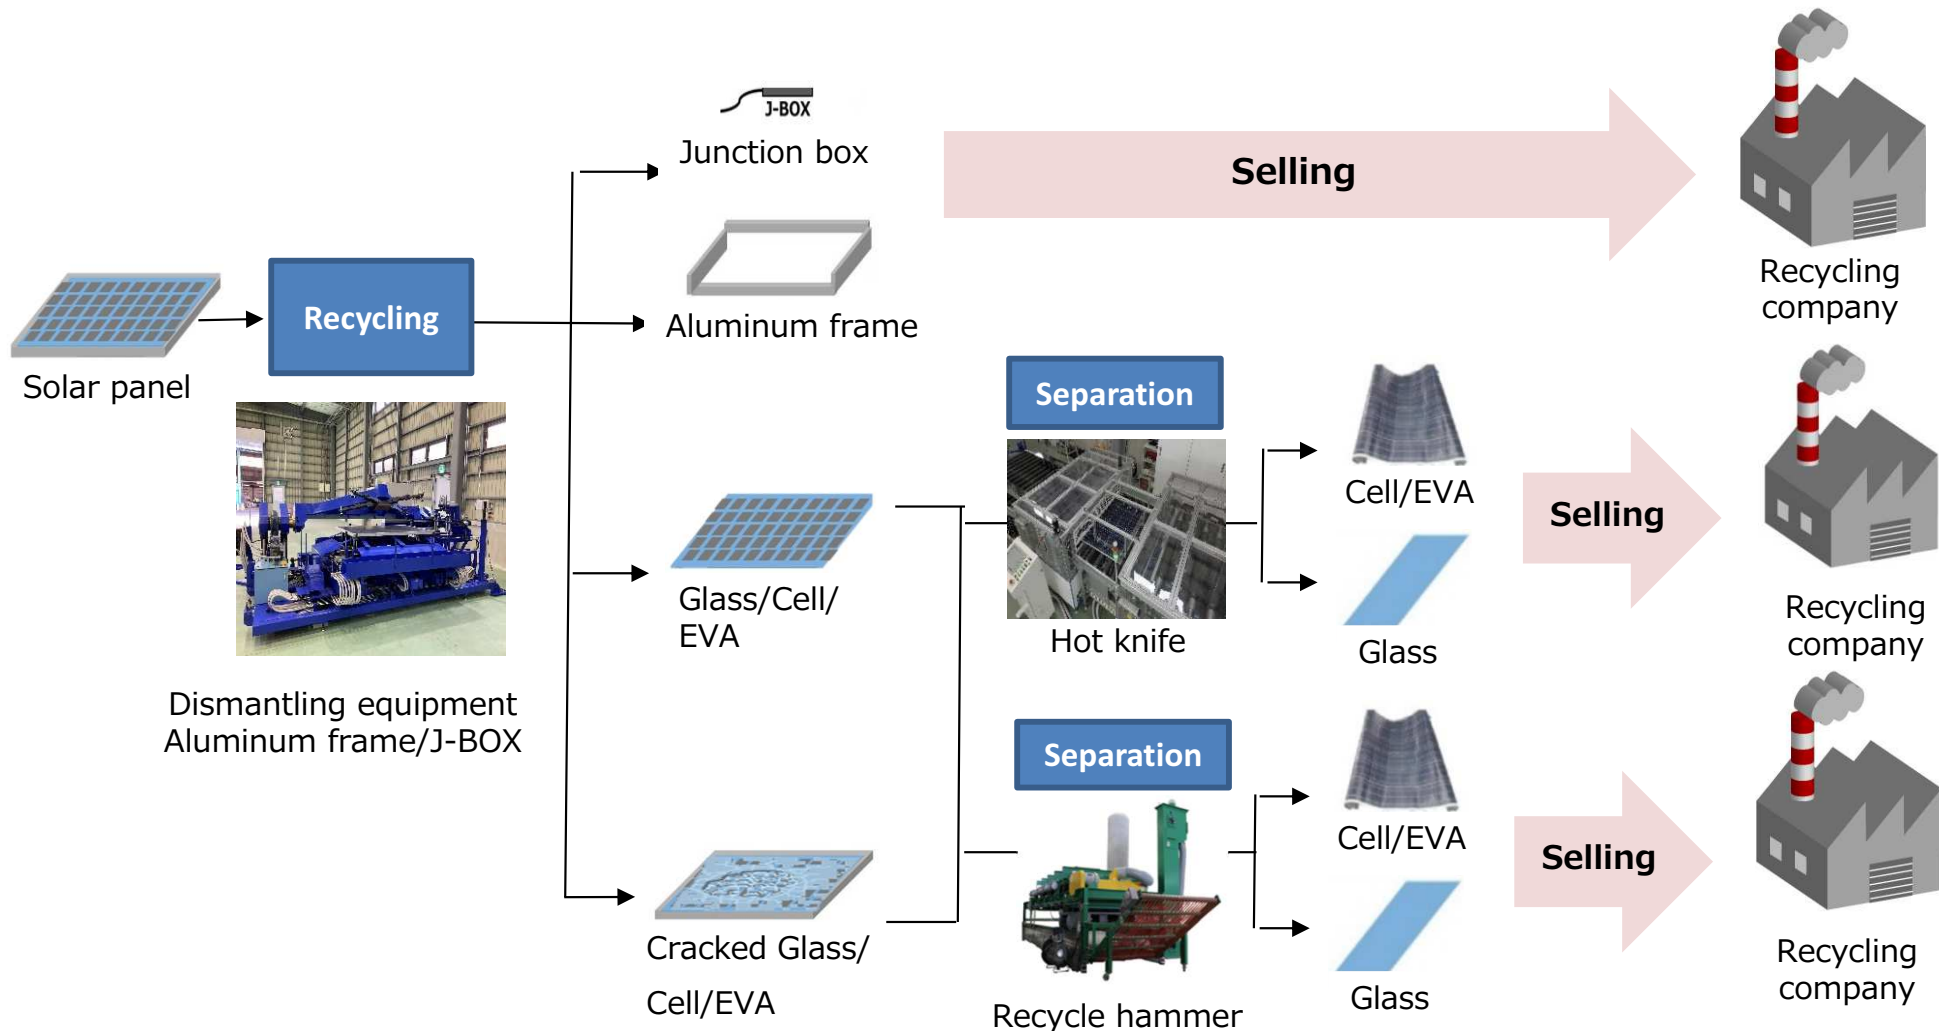 J-BOX
Junction box
Selling
Recycling
company
Solar panel
Recycling
Aluminum frame
Dismantling equipment
Aluminum frame/J-BOX
Glass/Cell/
EVA
Separation
Hot knife
Cell/EVA
Glass
Selling
Recycling
company
Cracked Glass/
Cell/EVA
Separation
Recycle hammer
Cell/EVA
Glass
Selling
Recycling
company